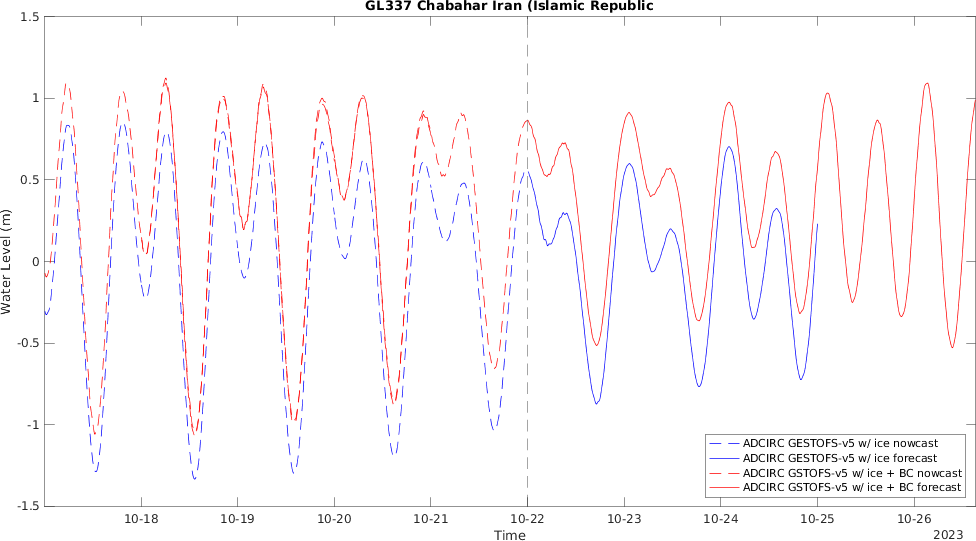 GL337 Chabahar Iran (Islamic Republic
Water Level (m)
1.5
1
0.5
0
-0.5
-1
-1.5
ADCIRC GESTOFS-v5 w/ ice nowcast
ADCIRC GESTOFS-v5 w/ ice forecast
ADCIRC GSTOFS-v5 w/ ice + BC nowcast
ADCIRC GSTOFS-v5 w/ ice + BC forecast
10-18 10-19 10-20 10-21 10-22 10-23 10-24 10-25 10-26
Time
2023